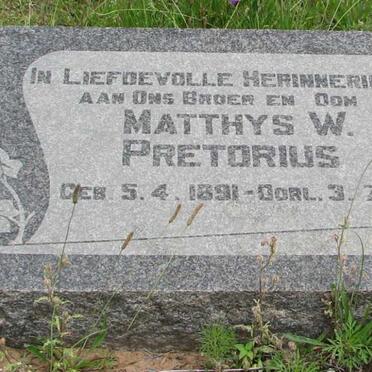 IN LIEFDEVOLLE HERINNERI
AAN ONS BROER EN OOM
MATTHYS W.
PRETORIUS
GEB. 5. 4. 1891 - OORL. 3.